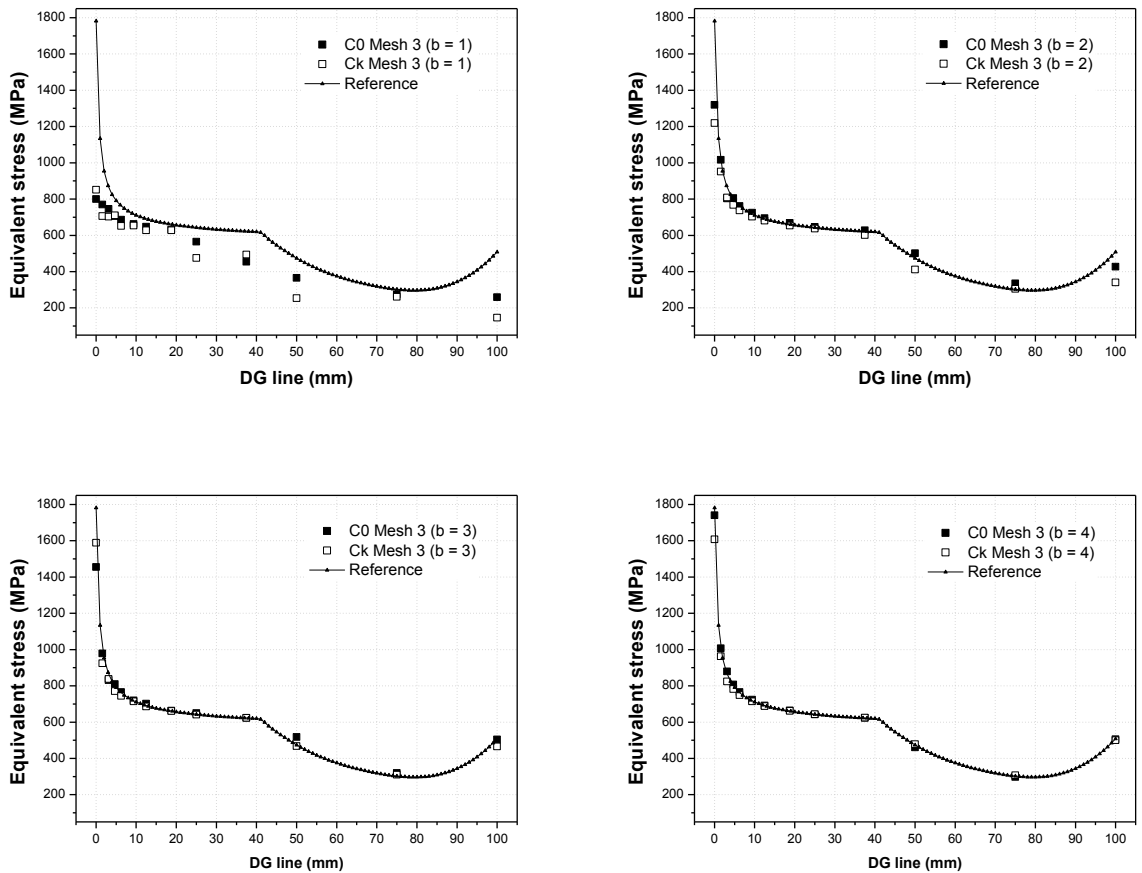 1800
1600
1400
1200
1000
800
600
400
200
Equivalent stress (MPa)
C0 Mesh 3 (b = 1)
Ck Mesh 3 (b = 1)
Reference
0 10 20 30 40 50 60 70 80 90 100
DG line (mm)
1800
1600
1400
1200
1000
800
600
400
200
Equivalent stress (MPa)
C0 Mesh 3 (b = 2)
Ck Mesh 3 (b = 2)
Reference
0 10 20 30 40 50 60 70 80 90 100
DG line (mm)
1800
1600
1400
1200
1000
800
600
400
200
Equivalent stress (MPa)
C0 Mesh 3 (b = 3)
Ck Mesh 3 (b = 3)
Reference
0 10 20 30 40 50 60 70 80 90 100
DG line (mm)
1800
1600
1400
1200
1000
800
600
400
200
Equivalent stress (MPa)
C0 Mesh 3 (b = 4)
Ck Mesh 3 (b = 4)
Reference
0 10 20 30 40 50 60 70 80 90 100
DG line (mm)